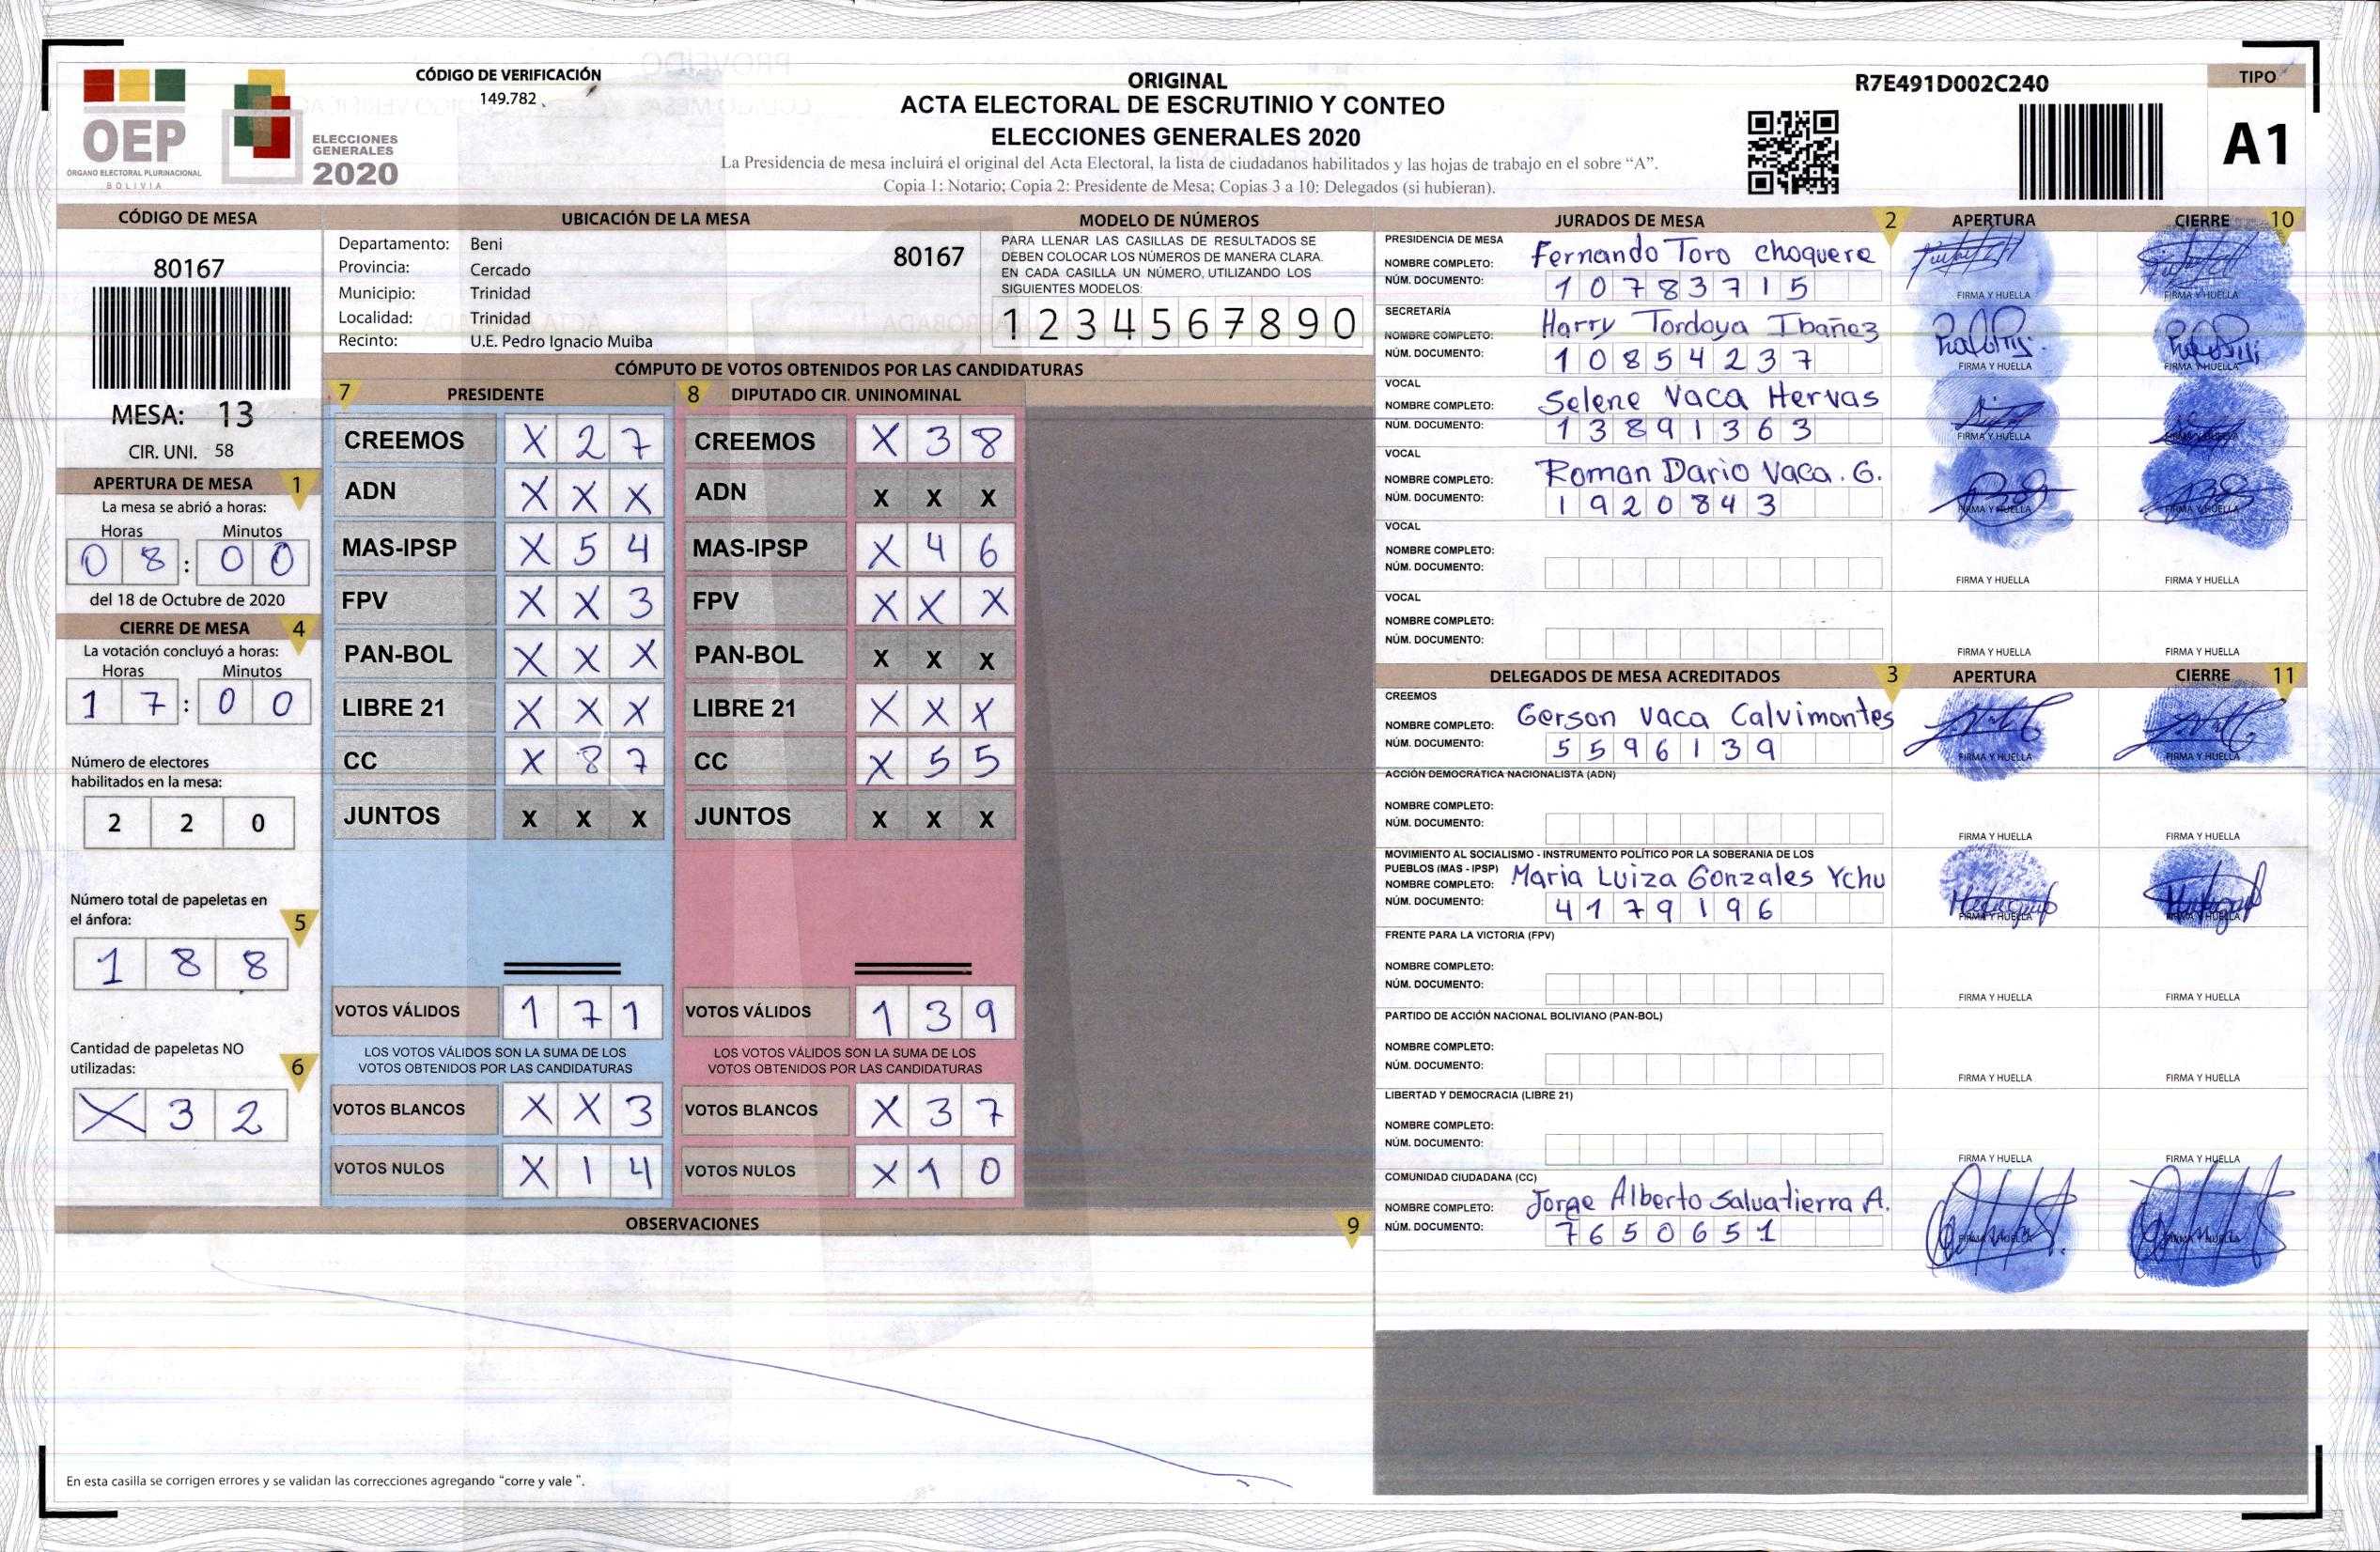 OEP
ÓRGANO ELECTORAL PLURINACIONAL
BOLIVIA
ELECCIONES
GENERALES
2020
CÓDIGO DE VERIFICACIÓN
149.782
ORIGINAL
ACTA ELECTORAL DE ESCRUTINIO Y CONTEO
ELECCIONES GENERALES 2020
La Presidencia de mesa incluirá el original del Acta Electoral, la lista de ciudadanos habilitados y las hojas de trabajo en el sobre “A”.
Copia 1: Notario; Copia 2: Presidente de Mesa; Copias 3 a 10: Delegados (si hubieran).
R7E491D002C240
TIPO
A1
CÓDIGO DE MESA
80167
MESA: 13
CIR. UNI. 58
APERTURA DE MESA 1
La mesa se abrió a horas:
Horas Minutos
0 8 : 0 0
del 18 de Octubre de 2020
CIERRE DE MESA 4
La votación concluyó a horas:
Horas Minutos
1 7 : 0 0
Número de electores
habilitados en la mesa:
2 2 0
Número total de papeletas en
el ánfora: 5
1 8 8
Cantidad de papeletas NO
utilizadas: 6
X 3 2
UBICACIÓN DE LA MESA
Departamento: Beni
Provincia: Cercado
Municipio: Trinidad
Localidad: Trinidad
Recinto: U.E. Pedro Ignacio Muiba
80167
MODELO DE NÚMEROS
PARA LLENAR LAS CASILLAS DE RESULTADOS SE
DEBEN COLOCAR LOS NÚMEROS DE MANERA CLARA.
EN CADA CASILLA UN NÚMERO, UTILIZANDO LOS
SIGUIENTES MODELOS:
1 2 3 4 5 6 7 8 9 0
CÓMPUTO DE VOTOS OBTENIDOS POR LAS CANDIDATURAS
7 PRESIDENTE
CREEMOS X 2 7
ADN X X X
MAS-IPSP X 5 4
FPV X X 3
PAN-BOL X X X
LIBRE 21 X X X
CC X 8 7
JUNTOS X X X
VOTOS VÁLIDOS 1 7 1
LOS VOTOS VÁLIDOS SON LA SUMA DE LOS
VOTOS OBTENIDOS POR LAS CANDIDATURAS
VOTOS BLANCOS X X 3
VOTOS NULOS X 1 4
8 DIPUTADO CIR. UNINOMINAL
CREEMOS X 3 8
ADN X X X
MAS-IPSP X 4 6
FPV X X X
PAN-BOL X X X
LIBRE 21 X X X
CC X 5 5
JUNTOS X X X
VOTOS VÁLIDOS 1 3 9
LOS VOTOS VÁLIDOS SON LA SUMA DE LOS
VOTOS OBTENIDOS POR LAS CANDIDATURAS
VOTOS BLANCOS X 3 7
VOTOS NULOS X 1 0
OBSERVACIONES 9
En esta casilla se corrigen errores y se validan las correcciones agregando “corre y vale ”.
JURADOS DE MESA 2 APERTURA CIERRE 10
PRESIDENCIA DE MESA
NOMBRE COMPLETO: Fernando Toro choquere
NÚM. DOCUMENTO: 1 0 7 8 3 7 1 5
FIRMA Y HUELLA FIRMA Y HUELLA
SECRETARÍA
NOMBRE COMPLETO: Harry Tordoya Ibañez
NÚM. DOCUMENTO: 1 0 8 5 4 2 3 7
FIRMA Y HUELLA FIRMA Y HUELLA
VOCAL
NOMBRE COMPLETO: Selene Vaca Hervas
NÚM. DOCUMENTO: 1 3 8 9 1 3 6 3
FIRMA Y HUELLA FIRMA Y HUELLA
VOCAL
NOMBRE COMPLETO: Roman Dario Vaca. G.
NÚM. DOCUMENTO: 1 9 2 0 8 4 3
FIRMA Y HUELLA FIRMA Y HUELLA
VOCAL
NOMBRE COMPLETO:
NÚM. DOCUMENTO:
FIRMA Y HUELLA FIRMA Y HUELLA
VOCAL
NOMBRE COMPLETO:
NÚM. DOCUMENTO:
FIRMA Y HUELLA FIRMA Y HUELLA
DELEGADOS DE MESA ACREDITADOS 3 APERTURA CIERRE 11
CREEMOS
NOMBRE COMPLETO: Gerson Vaca Calvimontes
NÚM. DOCUMENTO: 5 5 9 6 1 3 9
FIRMA Y HUELLA FIRMA Y HUELLA
ACCIÓN DEMOCRÁTICA NACIONALISTA (ADN)
NOMBRE COMPLETO:
NÚM. DOCUMENTO:
FIRMA Y HUELLA FIRMA Y HUELLA
MOVIMIENTO AL SOCIALISMO - INSTRUMENTO POLÍTICO POR LA SOBERANIA DE LOS
PUEBLOS (MAS - IPSP)
NOMBRE COMPLETO: Maria Luiza Gonzales Ychu
NÚM. DOCUMENTO: 4 1 7 9 1 9 6
FIRMA Y HUELLA FIRMA Y HUELLA
FRENTE PARA LA VICTORIA (FPV)
NOMBRE COMPLETO:
NÚM. DOCUMENTO:
FIRMA Y HUELLA FIRMA Y HUELLA
PARTIDO DE ACCIÓN NACIONAL BOLIVIANO (PAN-BOL)
NOMBRE COMPLETO:
NÚM. DOCUMENTO:
FIRMA Y HUELLA FIRMA Y HUELLA
LIBERTAD Y DEMOCRACIA (LIBRE 21)
NOMBRE COMPLETO:
NÚM. DOCUMENTO:
FIRMA Y HUELLA FIRMA Y HUELLA
COMUNIDAD CIUDADANA (CC)
NOMBRE COMPLETO: Jorge Alberto Salvatierra A.
NÚM. DOCUMENTO: 7 6 5 0 6 5 1
FIRMA Y HUELLA FIRMA Y HUELLA